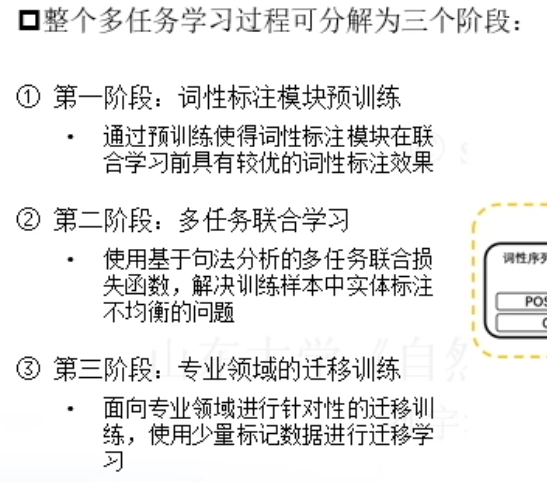 整个多任务学习过程可分解为三个阶段：
① 第一阶段：词性标注模块预训练
• 通过预训练使得词性标注模块在联
合学习前具有较优的词性标注效果
② 第二阶段：多任务联合学习
• 使用基于句法分析的多任务联合损
失函数，解决训练样本中实体标注
不均衡的问题
③ 第三阶段：专业领域的迁移训练
• 面向专业领域进行针对性的迁移训
练，使用少量标记数据进行迁移学
习
词性序列
POS